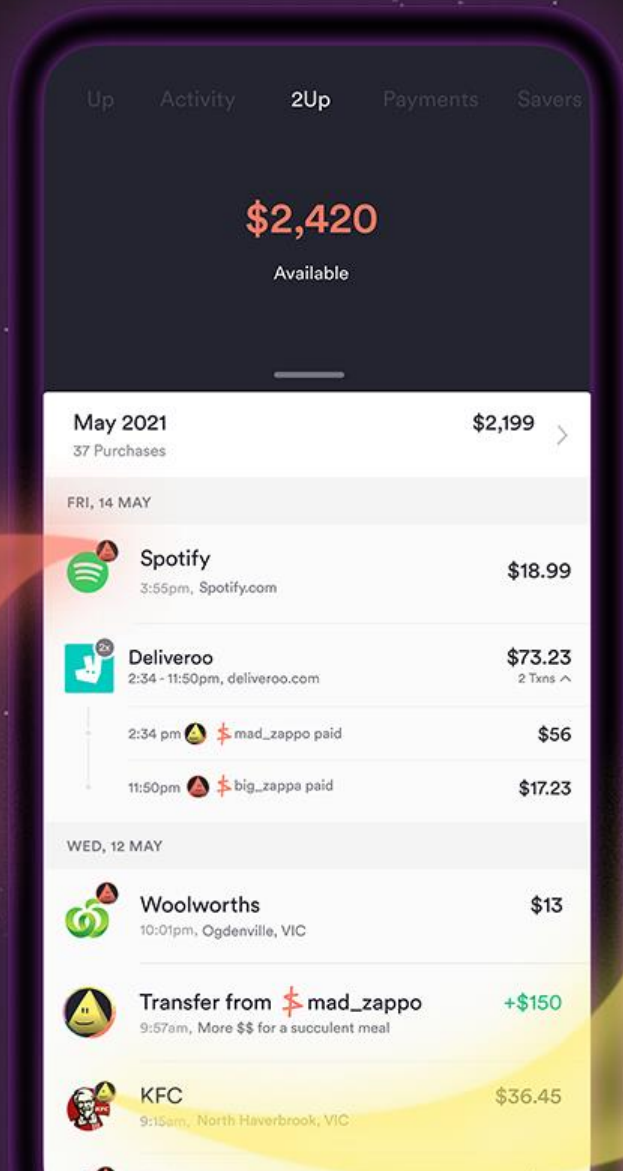 Up Activity 2Up Payments Savers
$2,420
Available
May 2021 $2,199
37 Purchases
FRI, 14 MAY
Spotify $18.99
3:55pm, Spotify.com
2x
Deliveroo $73.23
2:34 - 11:50pm, deliveroo.com 2 Txns
2:34 pm $ mad_zappo paid $56
11:50pm $ big_zappa paid $17.23
WED, 12 MAY
Woolworths $13
10:01pm, Ogdenville, VIC
Transfer from $ mad_zappo +$150
9:57am, More $$ for a succulent meal
KFC $36.45
KFC
9:15am, North Haverbrook, VIC